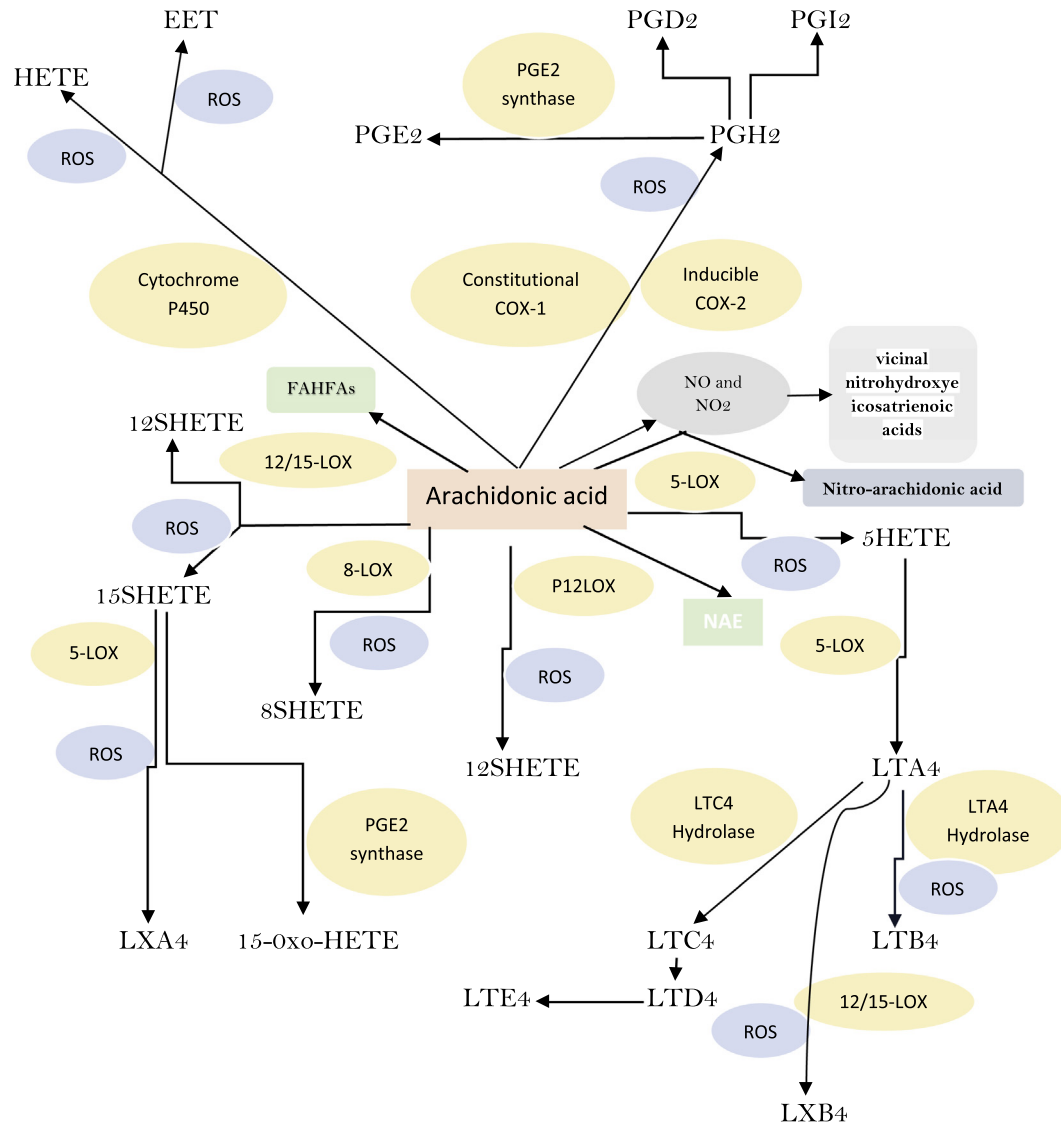 EET
PGD2
PGI2
HETE
ROS
PGE2
synthase
ROS
PGE2
PGH2
ROS
Cytochrome
P450
Constitutional
COX-1
Inducible
COX-2
FAHFAs
NO and
NO2
vicinal
nitrohydroxye
icosatrienoic
acids
12SHETE
12/15-LOX
Arachidonic acid
5-LOX
Nitro-arachidonic acid
ROS
5HETE
8-LOX
P12LOX
ROS
15SHETE
NAE
5-LOX
ROS
5-LOX
ROS
8SHETE
ROS
12SHETE
LTA4
LTC4
Hydrolase
LTA4
Hydrolase
PGE2
synthase
ROS
LXA4
15-0xo-HETE
LTC4
LTB4
LTE4
LTD4
12/15-LOX
ROS
LXB4